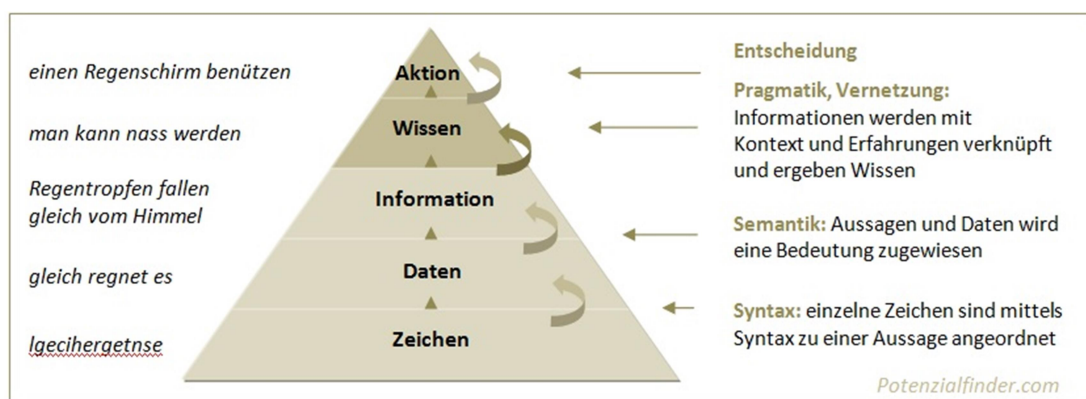 einen Regenschirm benützen
man kann nass werden
Regentropfen fallen
gleich vom Himmel
gleich regnet es
lgecihergetnse
Aktion
Wissen
Information
Daten
Zeichen
Entscheidung
Pragmatik, Vernetzung:
Informationen werden mit
Kontext und Erfahrungen verknüpft
und ergeben Wissen
Semantik: Aussagen und Daten wird
eine Bedeutung zugewiesen
Syntax: einzelne Zeichen sind mittels
Syntax zu einer Aussage angeordnet
Potenzialfinder.com